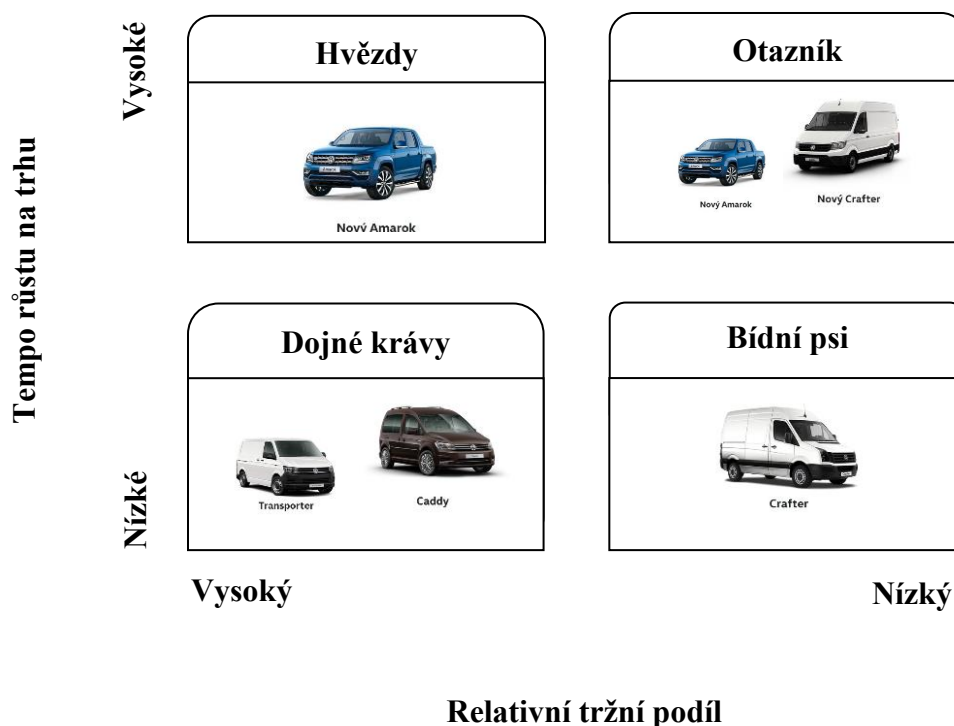 Tempo růstu na trhu
Vysoké
Hvězdy
Nový Amarok
Otazník
Nový Amarok
Nový Crafter
Nízké
Dojné krávy
Transporter
Caddy
Bídní psi
Crafter
Vysoký
Nízký
Relativní tržní podíl